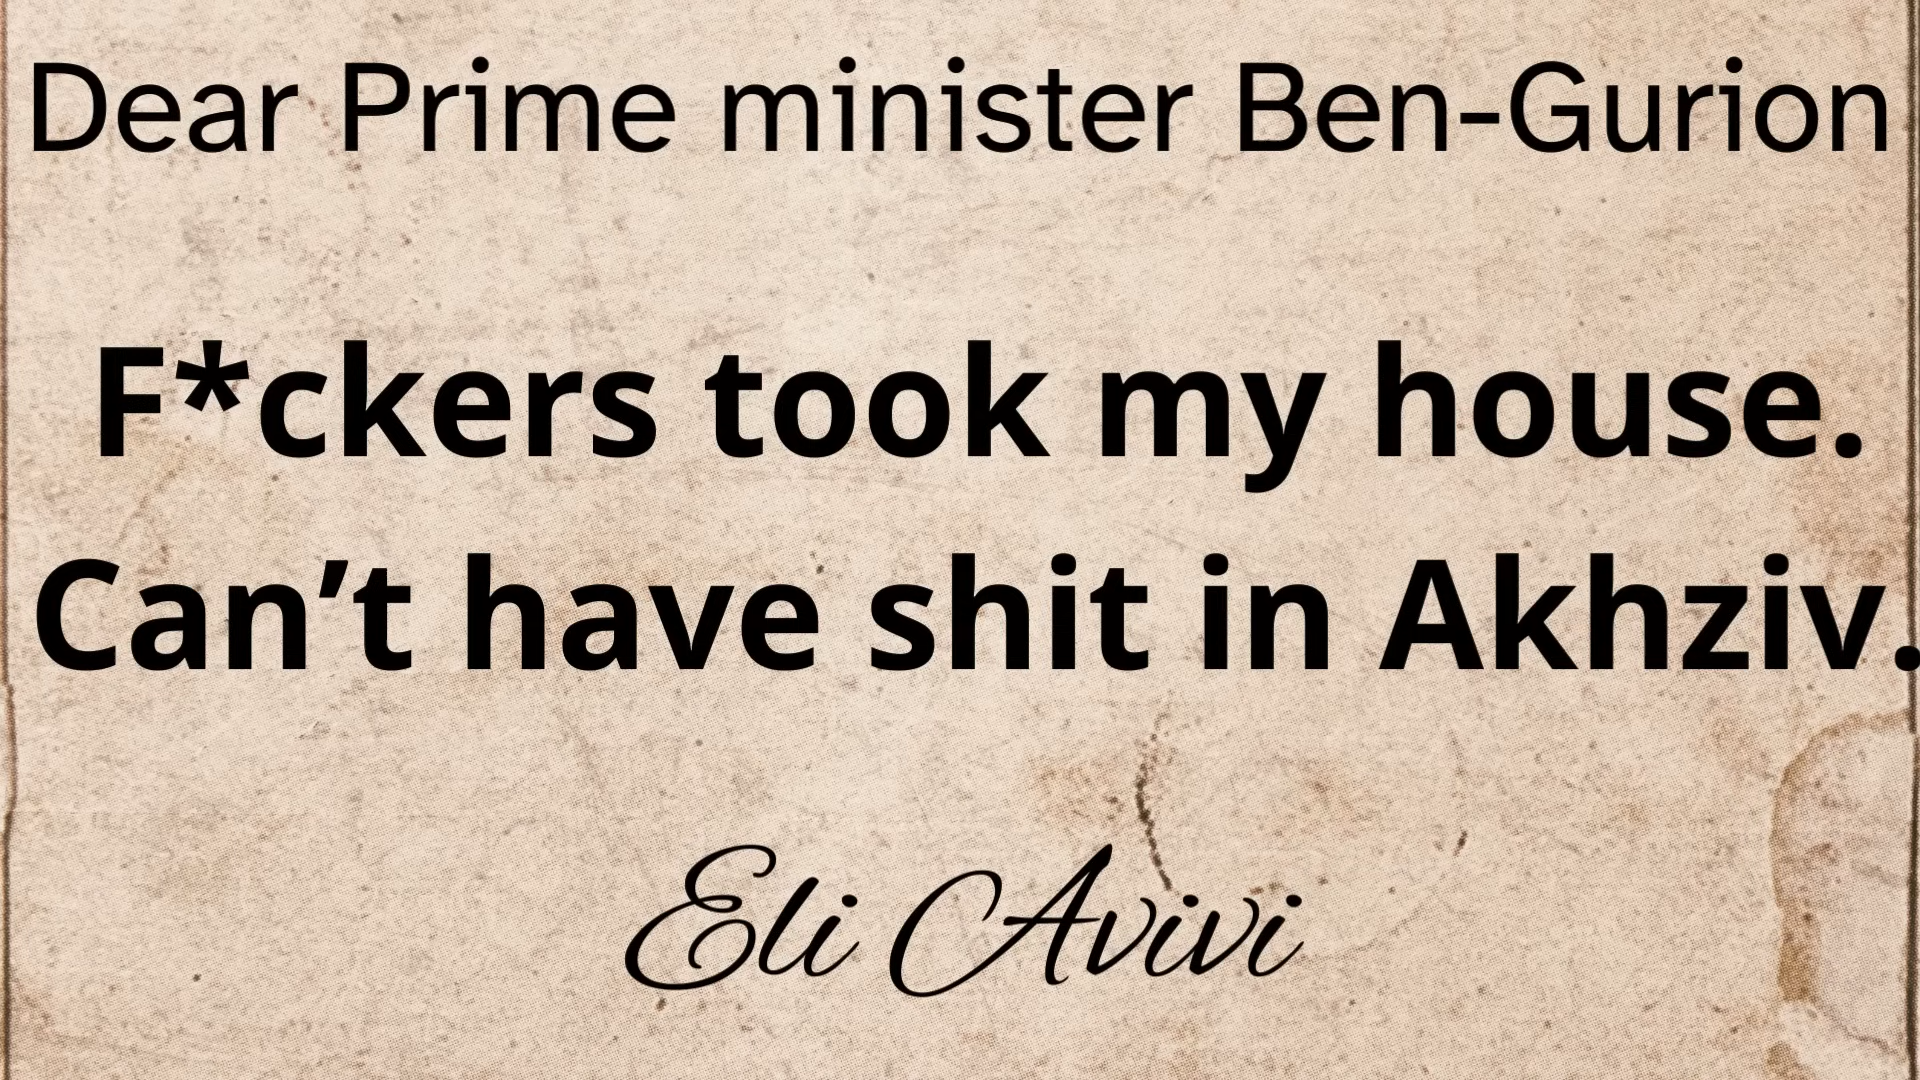 Dear Prime minister Ben-Gurion
F*ckers took my house.
Can’t have shit in Akhziv.
Eli Avivi